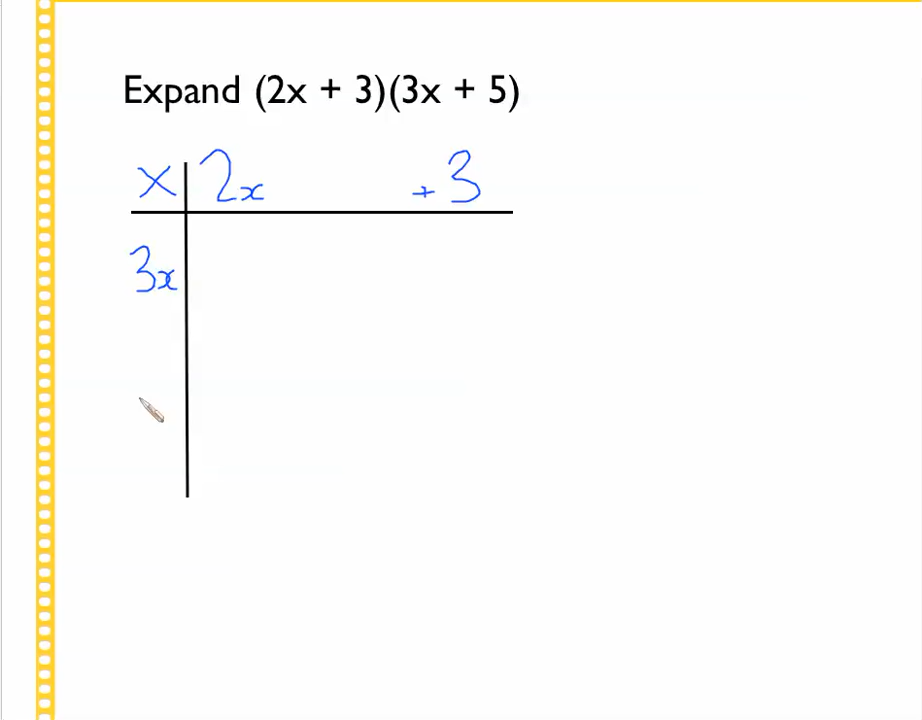 Expand (2x + 3)(3x + 5)
x 2x + 3
3x